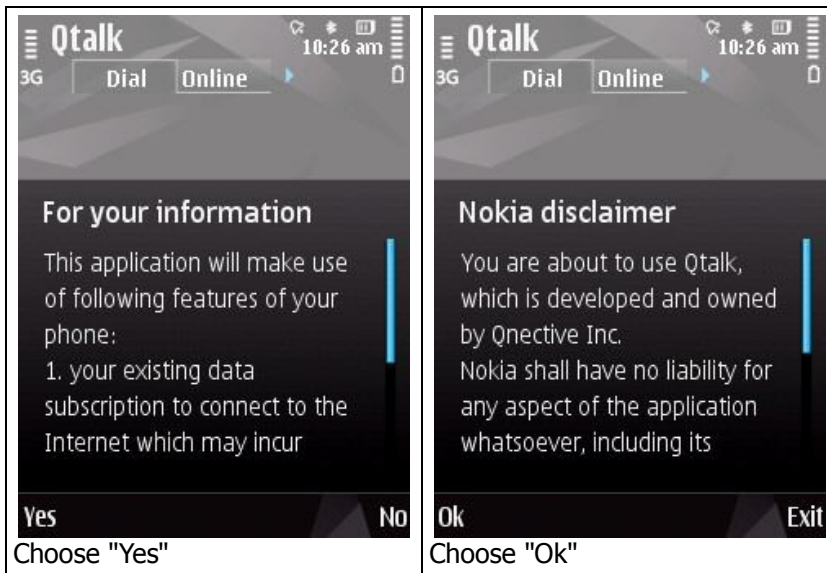 Qtalk
10:26 am
3G Dial Online
For your information
This application will make use
of following features of your
phone:
1. your existing data
subscription to connect to the
Internet which may incur
Yes No
Choose "Yes"
Qtalk
10:26 am
3G Dial Online
Nokia disclaimer
You are about to use Qtalk,
which is developed and owned
by Qnective Inc.
Nokia shall have no liability for
any aspect of the application
whatsoever, including its
Ok Exit
Choose "Ok"